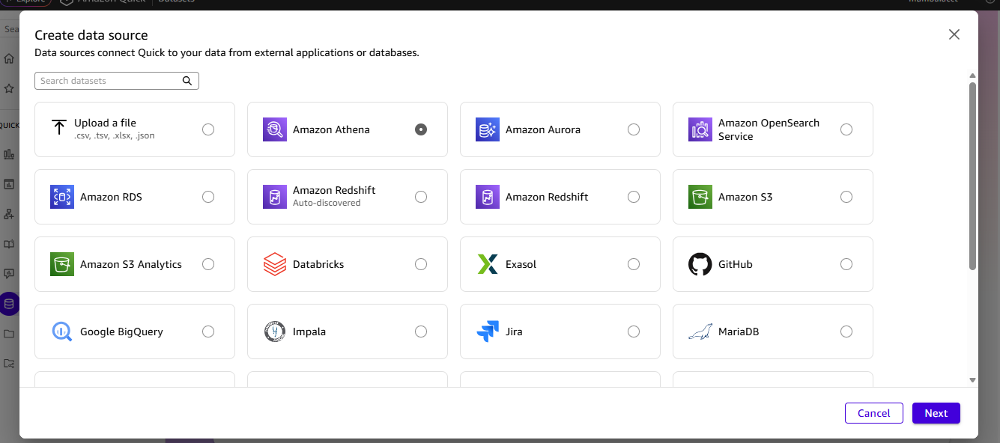 Explore
Amazon Quick
Datasets
Sea
Create data source
Data sources connect Quick to your data from external applications or databases.
Search datasets
Upload a file
.csv, .tsv, .xlsx, .json
Amazon Athena
Amazon Aurora
Amazon OpenSearch
Service
QUICK
Amazon RDS
Amazon Redshift
Auto-discovered
Amazon Redshift
Amazon S3
Amazon S3 Analytics
Databricks
Exasol
GitHub
Google BigQuery
Impala
Jira
MariaDB
Cancel
Next